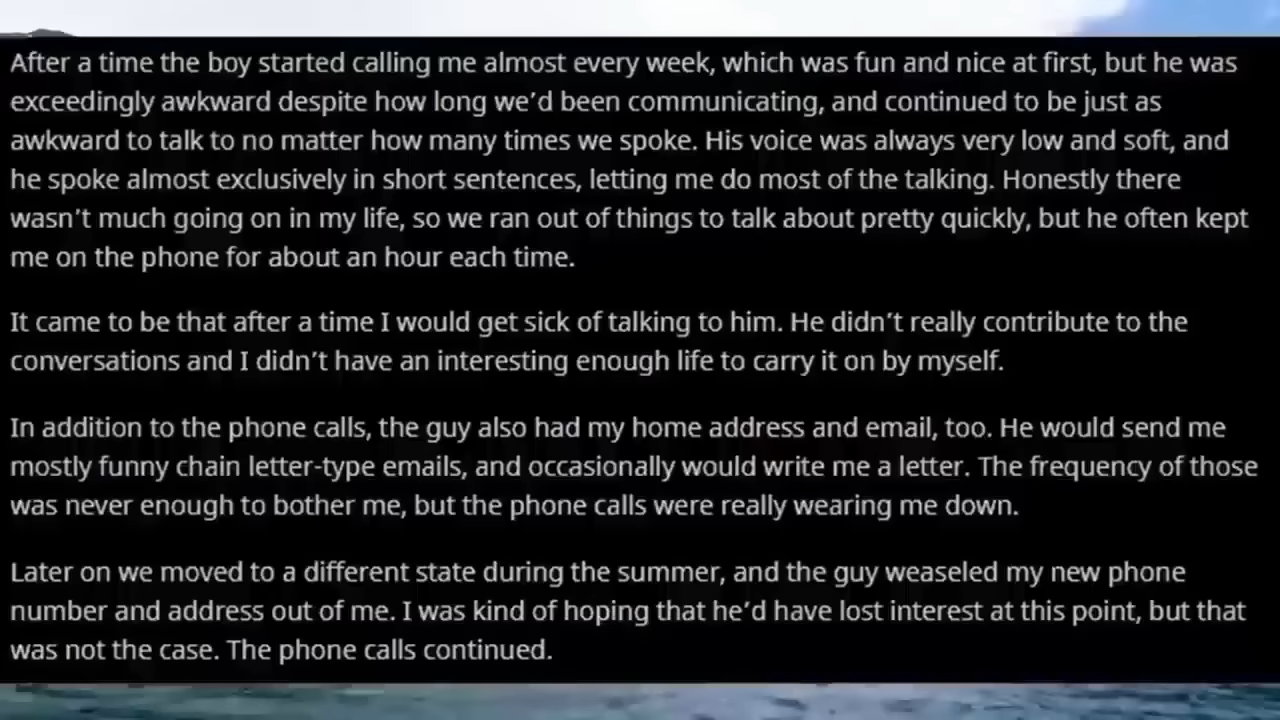 After a time the boy started calling me almost every week, which was fun and nice at first, but he was
exceedingly awkward despite how long we’d been communicating, and continued to be just as
awkward to talk to no matter how many times we spoke. His voice was always very low and soft, and
he spoke almost exclusively in short sentences, letting me do most of the talking. Honestly there
wasn’t much going on in my life, so we ran out of things to talk about pretty quickly, but he often kept
me on the phone for about an hour each time.
It came to be that after a time I would get sick of talking to him. He didn’t really contribute to the
conversations and I didn’t have an interesting enough life to carry it on by myself.
In addition to the phone calls, the guy also had my home address and email, too. He would send me
mostly funny chain letter-type emails, and occasionally would write me a letter. The frequency of those
was never enough to bother me, but the phone calls were really wearing me down.
Later on we moved to a different state during the summer, and the guy weaseled my new phone
number and address out of me. I was kind of hoping that he’d have lost interest at this point, but that
was not the case. The phone calls continued.